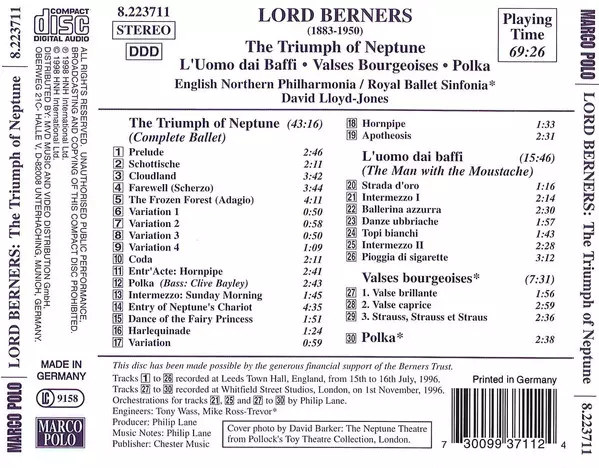 MARCO POLO
LORD BERNERS: The Triumph of Neptune
8.223711
ALL RIGHTS RESERVED. UNAUTHORISED PUBLIC PERFORMANCE,
BROADCASTING AND COPYING OF THIS COMPACT DISC PROHIBITED.
℗ 1998 HNH International Ltd.
© 1998 HNH International Ltd.
DISTRIBUTED BY: MVD MUSIC AND VIDEO DISTRIBUTION GmbH,
OBERWEG 21C- HALLE V, D-82008 UNTERHACHING, MUNICH, GERMANY.
COMPACT
disc
DIGITAL AUDIO
8.223711
STEREO
DDD
LORD BERNERS
(1883-1950)
The Triumph of Neptune
L'Uomo dai Baffi • Valses Bourgeoises • Polka
English Northern Philharmonia / Royal Ballet Sinfonia*
David Lloyd-Jones
Playing
Time
69:26
The Triumph of Neptune (43:16)
(Complete Ballet)
1 Prelude 2:46
2 Schottische 2:11
3 Cloudland 3:42
4 Farewell (Scherzo) 3:44
5 The Frozen Forest (Adagio) 4:11
6 Variation 1 0:50
7 Variation 2 0:58
8 Variation 3 0:50
9 Variation 4 1:09
10 Coda 2:11
11 Entr'Acte: Hornpipe 2:41
12 Polka (Bass: Clive Bayley) 2:43
13 Intermezzo: Sunday Morning 1:45
14 Entry of Neptune's Chariot 4:35
15 Dance of the Fairy Princess 1:51
16 Harlequinade 1:24
17 Variation 0:59
18 Hornpipe 1:33
19 Apotheosis 2:31
L'uomo dai baffi (15:46)
(The Man with the Moustache)
20 Strada d'oro 1:16
21 Intermezzo I 2:14
22 Ballerina azzurra 2:30
23 Danze ubbriache 1:57
24 Topi bianchi 1:43
25 Intermezzo II 2:28
26 Pioggia di sigarette 3:12
Valses bourgeoises* (7:31)
27 1. Valse brillante 1:56
28 2. Valse caprice 2:59
29 3. Strauss, Strauss et Straus 2:36
30 Polka* 2:38
MADE IN
GERMANY
LC 9158
MARCO
POLO
This disc has been made possible by the generous financial support of the Berners Trust.
Tracks 1 to 26 recorded at Leeds Town Hall, England, from 15th to 16th July, 1996.
Tracks 27 to 30 recorded at Whitfield Street Studios, London, on 1st November, 1996.
Orchestrations for tracks 21, 25 and 27 to 30 by Philip Lane.
Engineers: Tony Wass, Mike Ross-Trevor*
Producer: Philip Lane
Music Notes: Philip Lane
Publisher: Chester Music
Cover photo by David Barker: The Neptune Theatre
from Pollock's Toy Theatre Collection, London.
Printed in Germany
7 30099 37112 4
MARCO POLO
LORD BERNERS: The Triumph of Neptune
8.223711